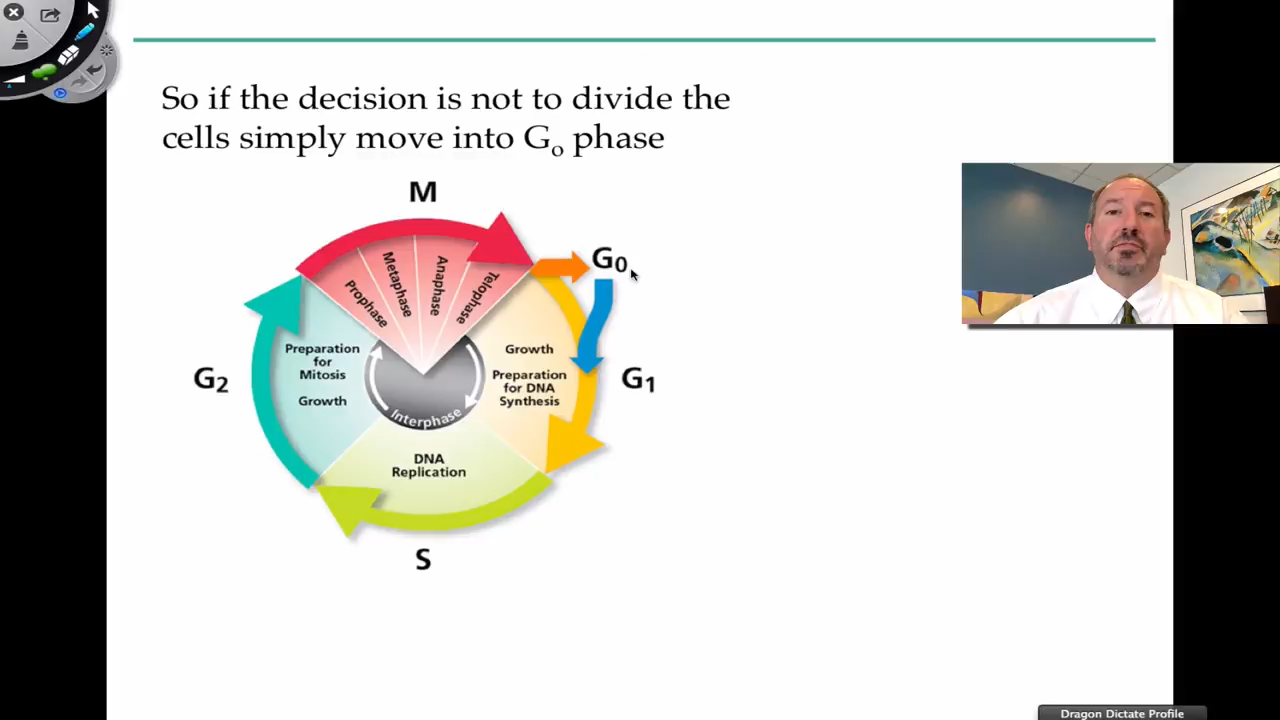 So if the decision is not to divide the
cells simply move into Go phase
M
G0
Prophase
Metaphase
Anaphase
Telophase
Preparation
for
Mitosis
Growth
Growth
Preparation
for DNA
Synthesis
G2
G1
Interphase
DNA
Replication
S
Dragon Dictate Profile